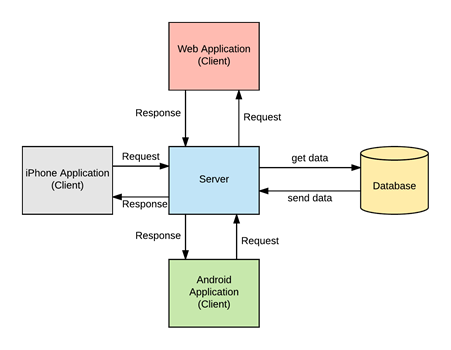 Web Application
(Client)
Response
Request
iPhone Application
(Client)
Request
Response
Server
get data
send data
Database
Response
Request
Android
Application
(Client)